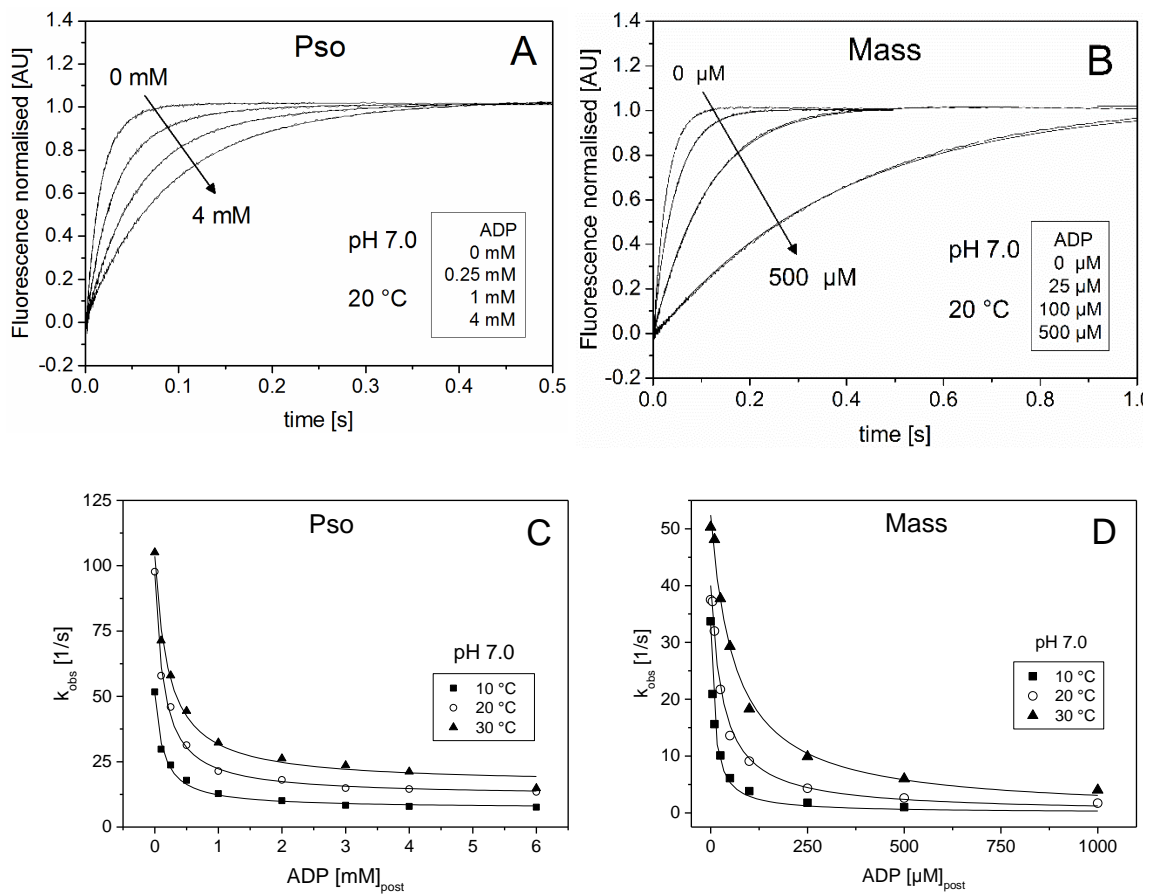 Pso
A
0 mM
4 mM
pH 7.0
20 °C
ADP
0 mM
0.25 mM
1 mM
4 mM
Fluorescence normalised [AU]
1.4
1.2
1.0
0.8
0.6
0.4
0.2
0.0
-0.2
0.0 0.1 0.2 0.3 0.4 0.5
time [s]
Mass
B
0 µM
500 µM
pH 7.0
20 °C
ADP
0 µM
25 µM
100 µM
500 µM
Fluorescence normalised [AU]
1.4
1.2
1.0
0.8
0.6
0.4
0.2
0.0
-0.2
0.0 0.2 0.4 0.6 0.8 1.0
time [s]
Pso
C
pH 7.0
10 °C
20 °C
30 °C
k_obs [1/s]
125
100
75
50
25
0
0 1 2 3 4 5 6
ADP [mM]post
Mass
D
pH 7.0
10 °C
20 °C
30 °C
k_obs [1/s]
50
40
30
20
10
0
0 250 500 750 1000
ADP [µM]post